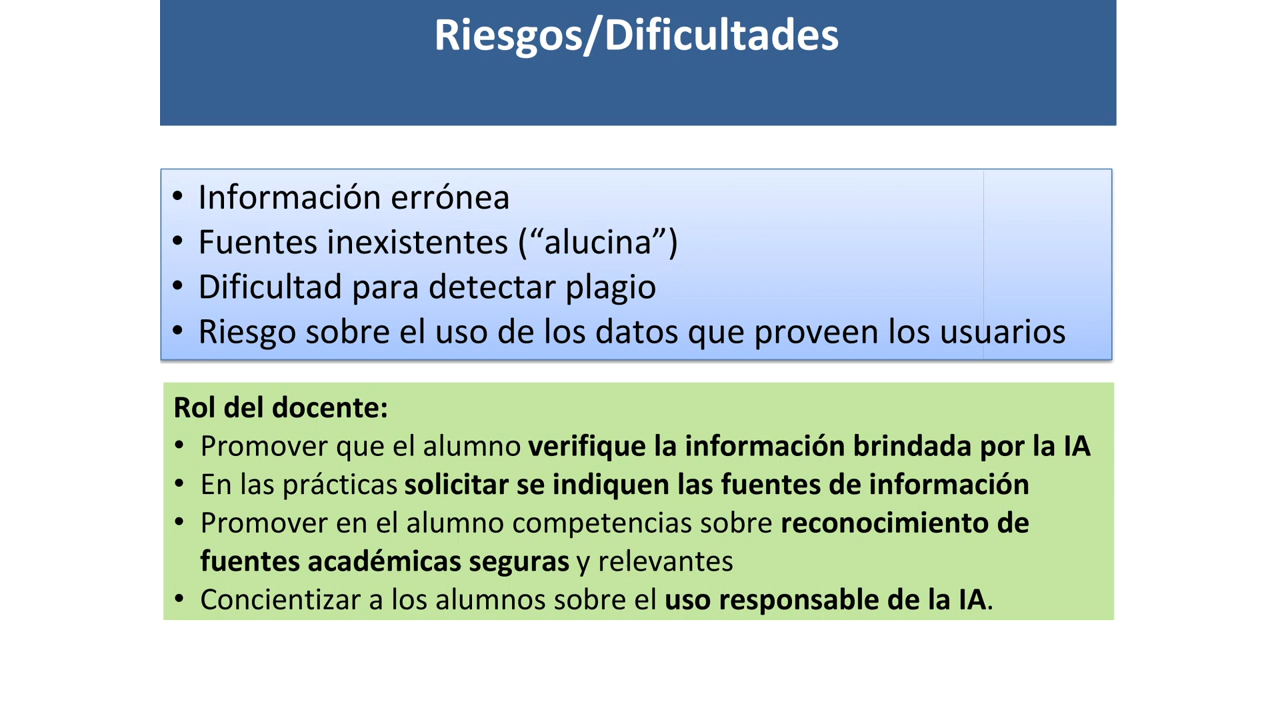 Riesgos/Dificultades
• Información errónea
• Fuentes inexistentes (“alucina”)
• Dificultad para detectar plagio
• Riesgo sobre el uso de los datos que proveen los usuarios
Rol del docente:
• Promover que el alumno verifique la información brindada por la IA
• En las prácticas solicitar se indiquen las fuentes de información
• Promover en el alumno competencias sobre reconocimiento de
fuentes académicas seguras y relevantes
• Concientizar a los alumnos sobre el uso responsable de la IA.